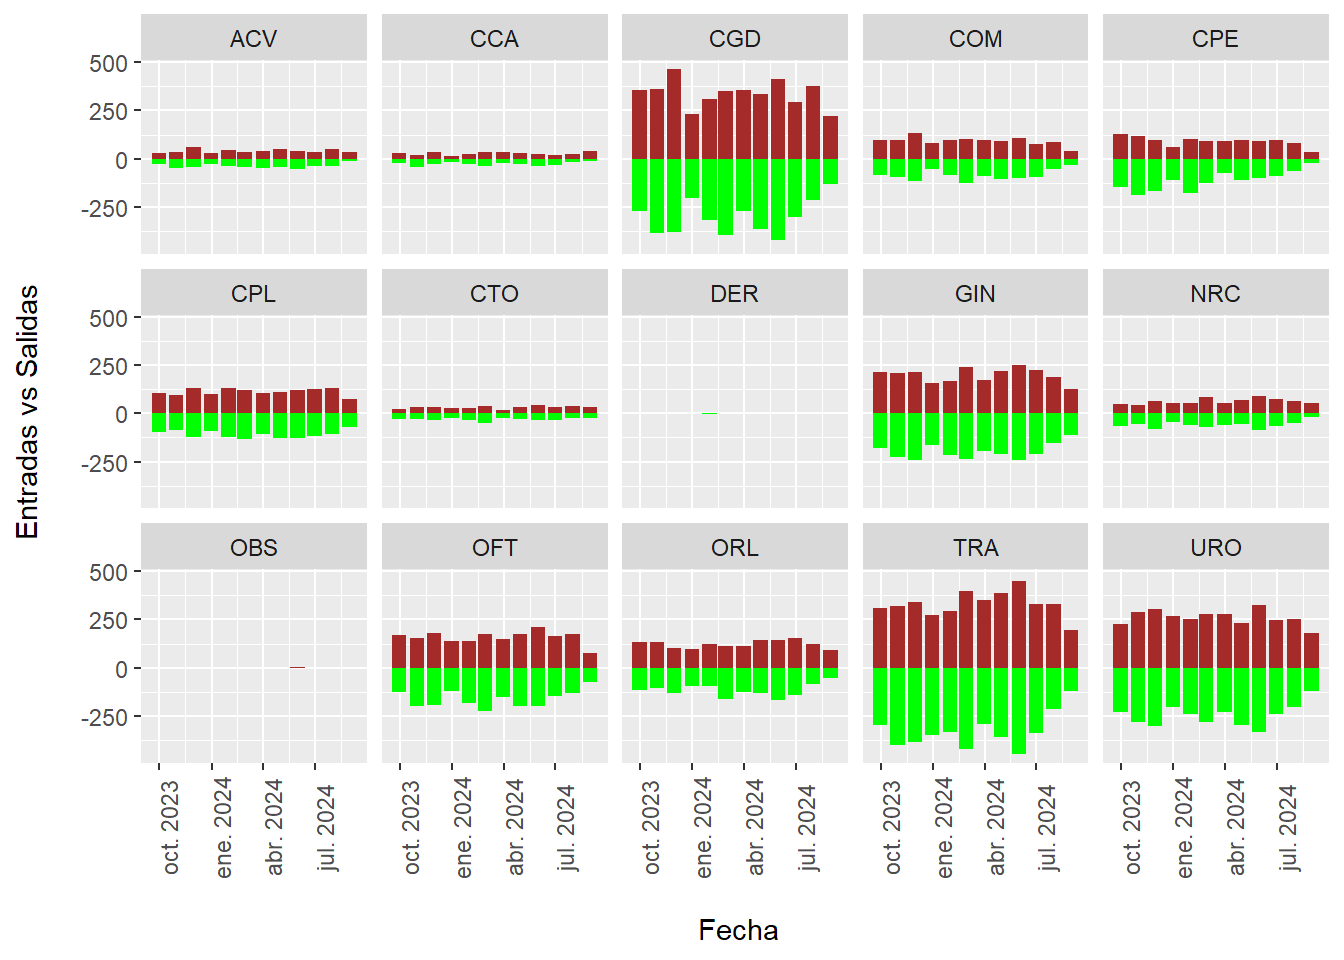 ACV CCA CGD COM CPE
500
250
0
-250
CPL CTO DER GIN NRC
500
250
0
-250
OBS OFT ORL TRA URO
500
250
0
-250
oct. 2023 ene. 2024 abr. 2024 jul. 2024 oct. 2023 ene. 2024 abr. 2024 jul. 2024 oct. 2023 ene. 2024 abr. 2024 jul. 2024 oct. 2023 ene. 2024 abr. 2024 jul. 2024 oct. 2023 ene. 2024 abr. 2024 jul. 2024
Fecha
Entradas vs Salidas